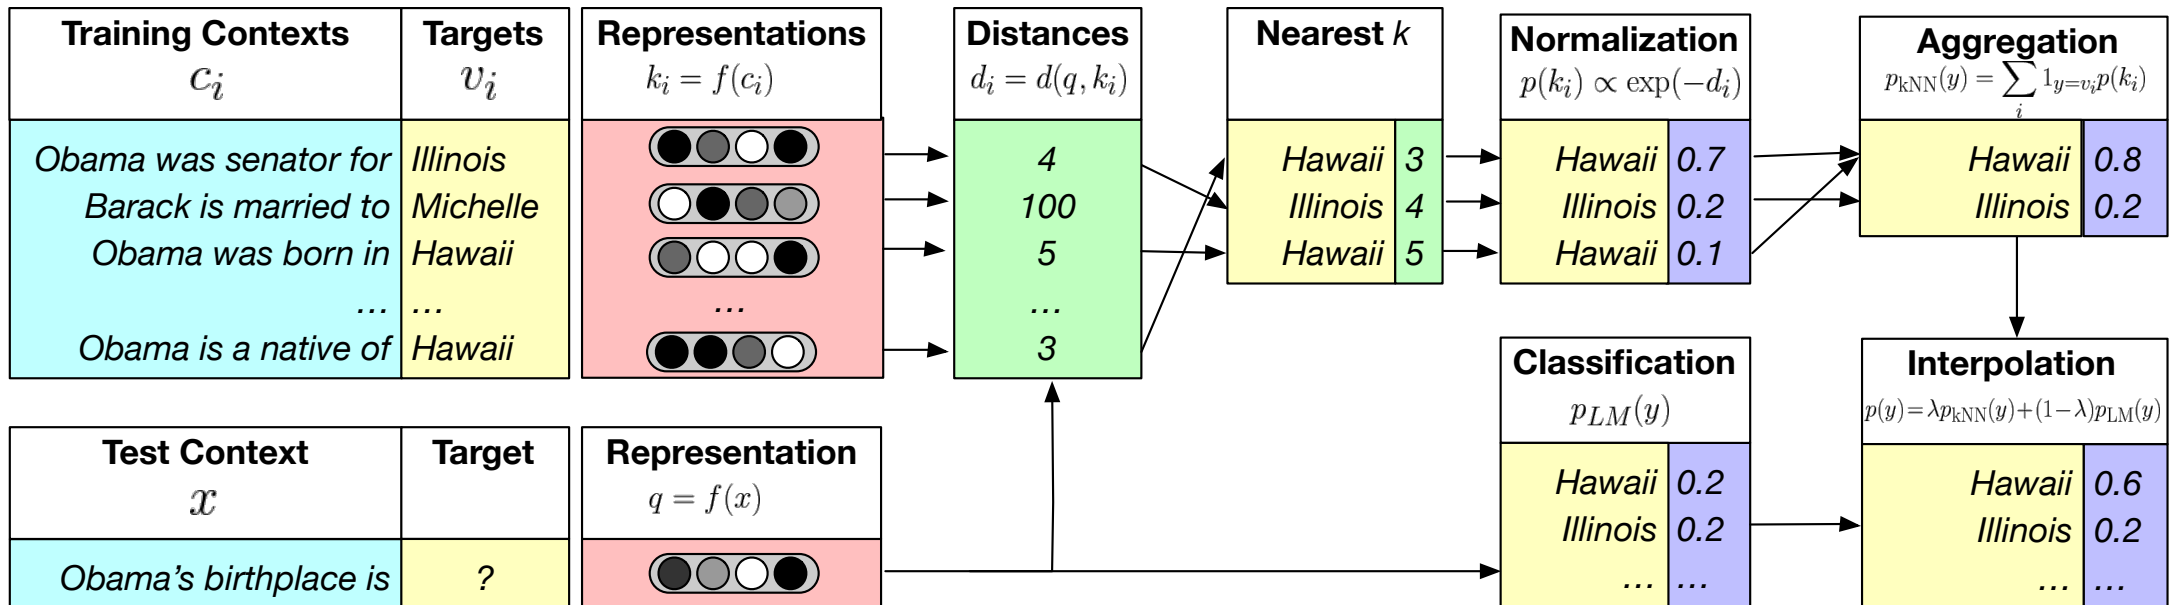 Training Contexts
c_i
Targets
v_i
Obama was senator for Illinois
Barack is married to Michelle
Obama was born in Hawaii
... ...
Obama is a native of Hawaii
Representations
k_i = f(c_i)
...
Distances
d_i = d(q, k_i)
4
100
5
...
3
Nearest k
Hawaii 3
Illinois 4
Hawaii 5
Normalization
p(k_i) ∝ exp(−d_i)
Hawaii 0.7
Illinois 0.2
Hawaii 0.1
Aggregation
p_kNN(y) = ∑_i 1_{y=v_i} p(k_i)
Hawaii 0.8
Illinois 0.2
Test Context
x
Target
Obama's birthplace is ?
Representation
q = f(x)
Classification
p_LM(y)
Hawaii 0.2
Illinois 0.2
... ...
Interpolation
p(y) = λp_kNN(y)+(1−λ)p_LM(y)
Hawaii 0.6
Illinois 0.2
... ...